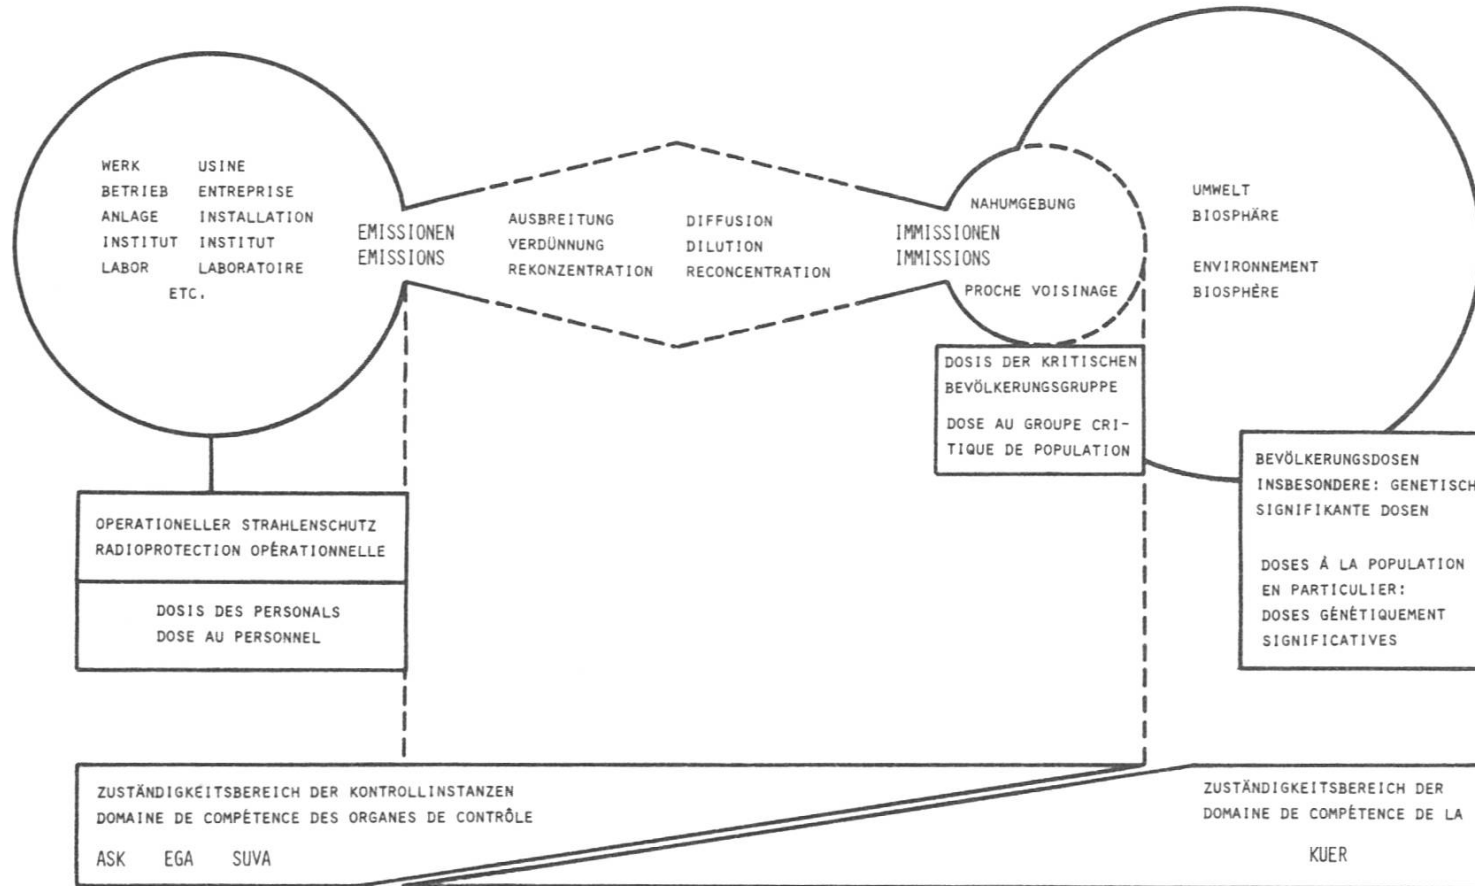 WERK USINE
BETRIEB ENTREPRISE
ANLAGE INSTALLATION
INSTITUT INSTITUT
LABOR LABORATOIRE
ETC.
EMISSIONEN
EMISSIONS
AUSBREITUNG DIFFUSION
VERDÜNNUNG DILUTION
REKONZENTRATION RECONCENTRATION
IMMISSIONEN
IMMISSIONS
NAHUMGEBUNG
PROCHE VOISINAGE
UMWELT
BIOSPHÄRE
ENVIRONNEMENT
BIOSPHÈRE
DOSIS DER KRITISCHEN
BEVÖLKERUNGSGRUPPE
DOSE AU GROUPE CRI-
TIQUE DE POPULATION
BEVÖLKERUNGSDOSEN
INSBESONDERE: GENETISCH
SIGNIFIKANTE DOSEN
DOSES À LA POPULATION
EN PARTICULIER:
DOSES GÉNÉTIQUEMENT
SIGNIFICATIVES
OPERATIONELLER STRAHLENSCHUTZ
RADIOPROTECTION OPÉRATIONNELLE
DOSIS DES PERSONALS
DOSE AU PERSONNEL
ZUSTÄNDIGKEITSBEREICH DER KONTROLLINSTANZEN
DOMAINE DE COMPÉTENCE DES ORGANES DE CONTRÔLE
ASK EGA SUVA
ZUSTÄNDIGKEITSBEREICH DER
DOMAINE DE COMPÉTENCE DE LA
KUER